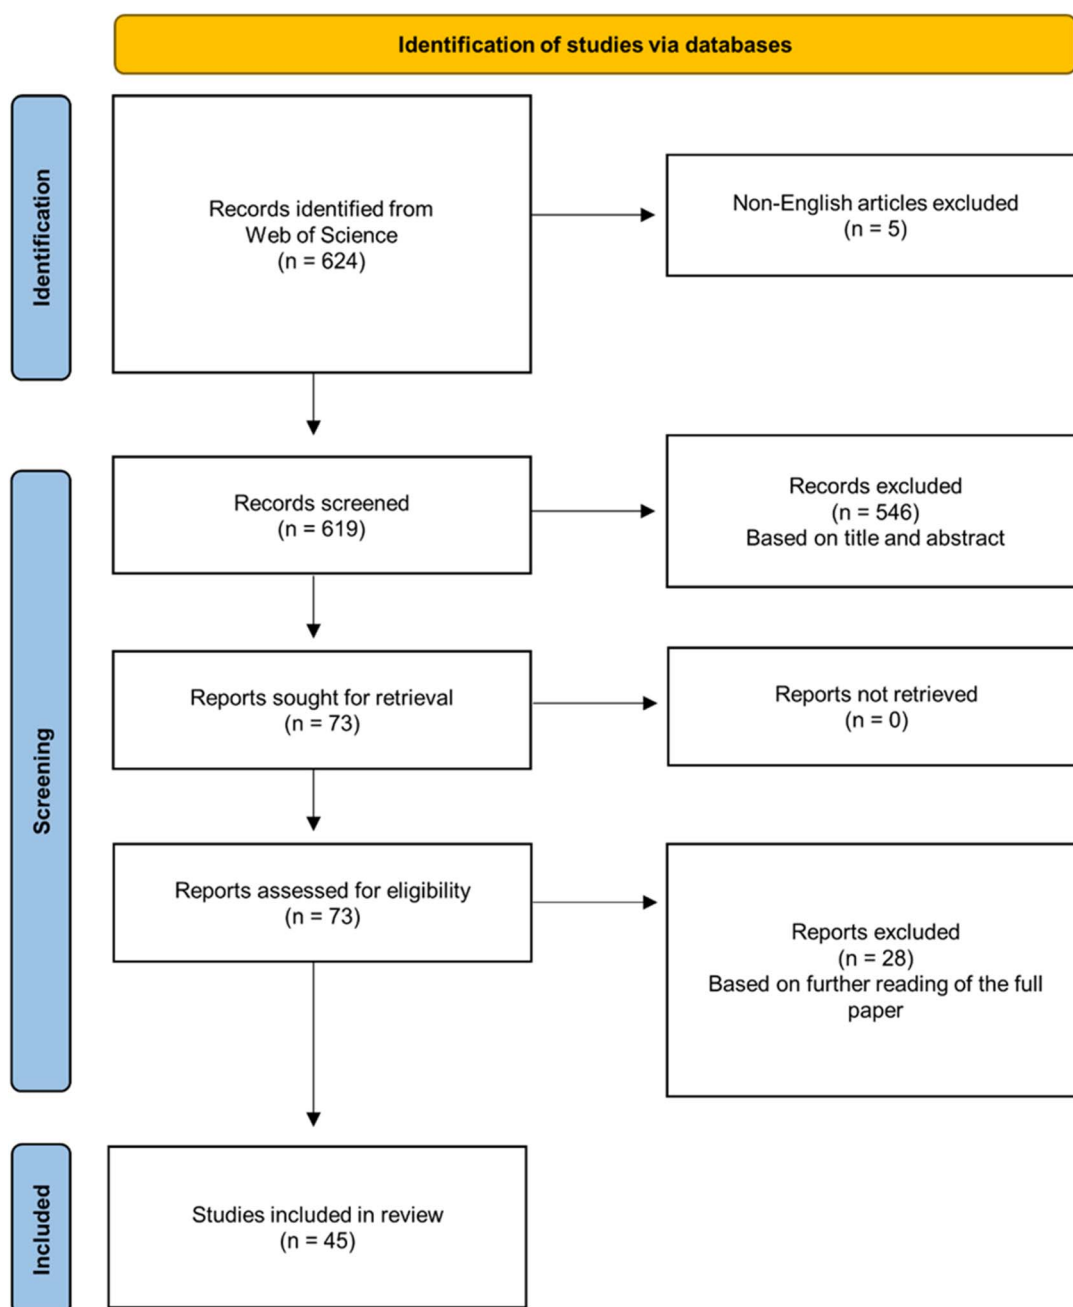 Identification of studies via databases
Identification
Records identified from
Web of Science
(n = 624)
Non-English articles excluded
(n = 5)
Screening
Records screened
(n = 619)
Records excluded
(n = 546)
Based on title and abstract
Reports sought for retrieval
(n = 73)
Reports not retrieved
(n = 0)
Reports assessed for eligibility
(n = 73)
Reports excluded
(n = 28)
Based on further reading of the full
paper
Included
Studies included in review
(n = 45)